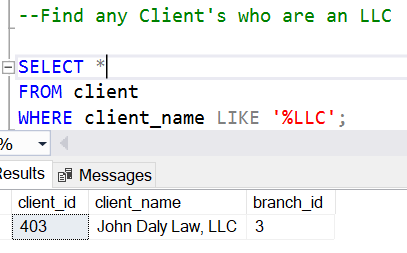 --Find any Client's who are an LLC
SELECT *
FROM client
WHERE client_name LIKE '%LLC';
%
Results Messages
client_id client_name branch_id
403 John Daly Law, LLC 3